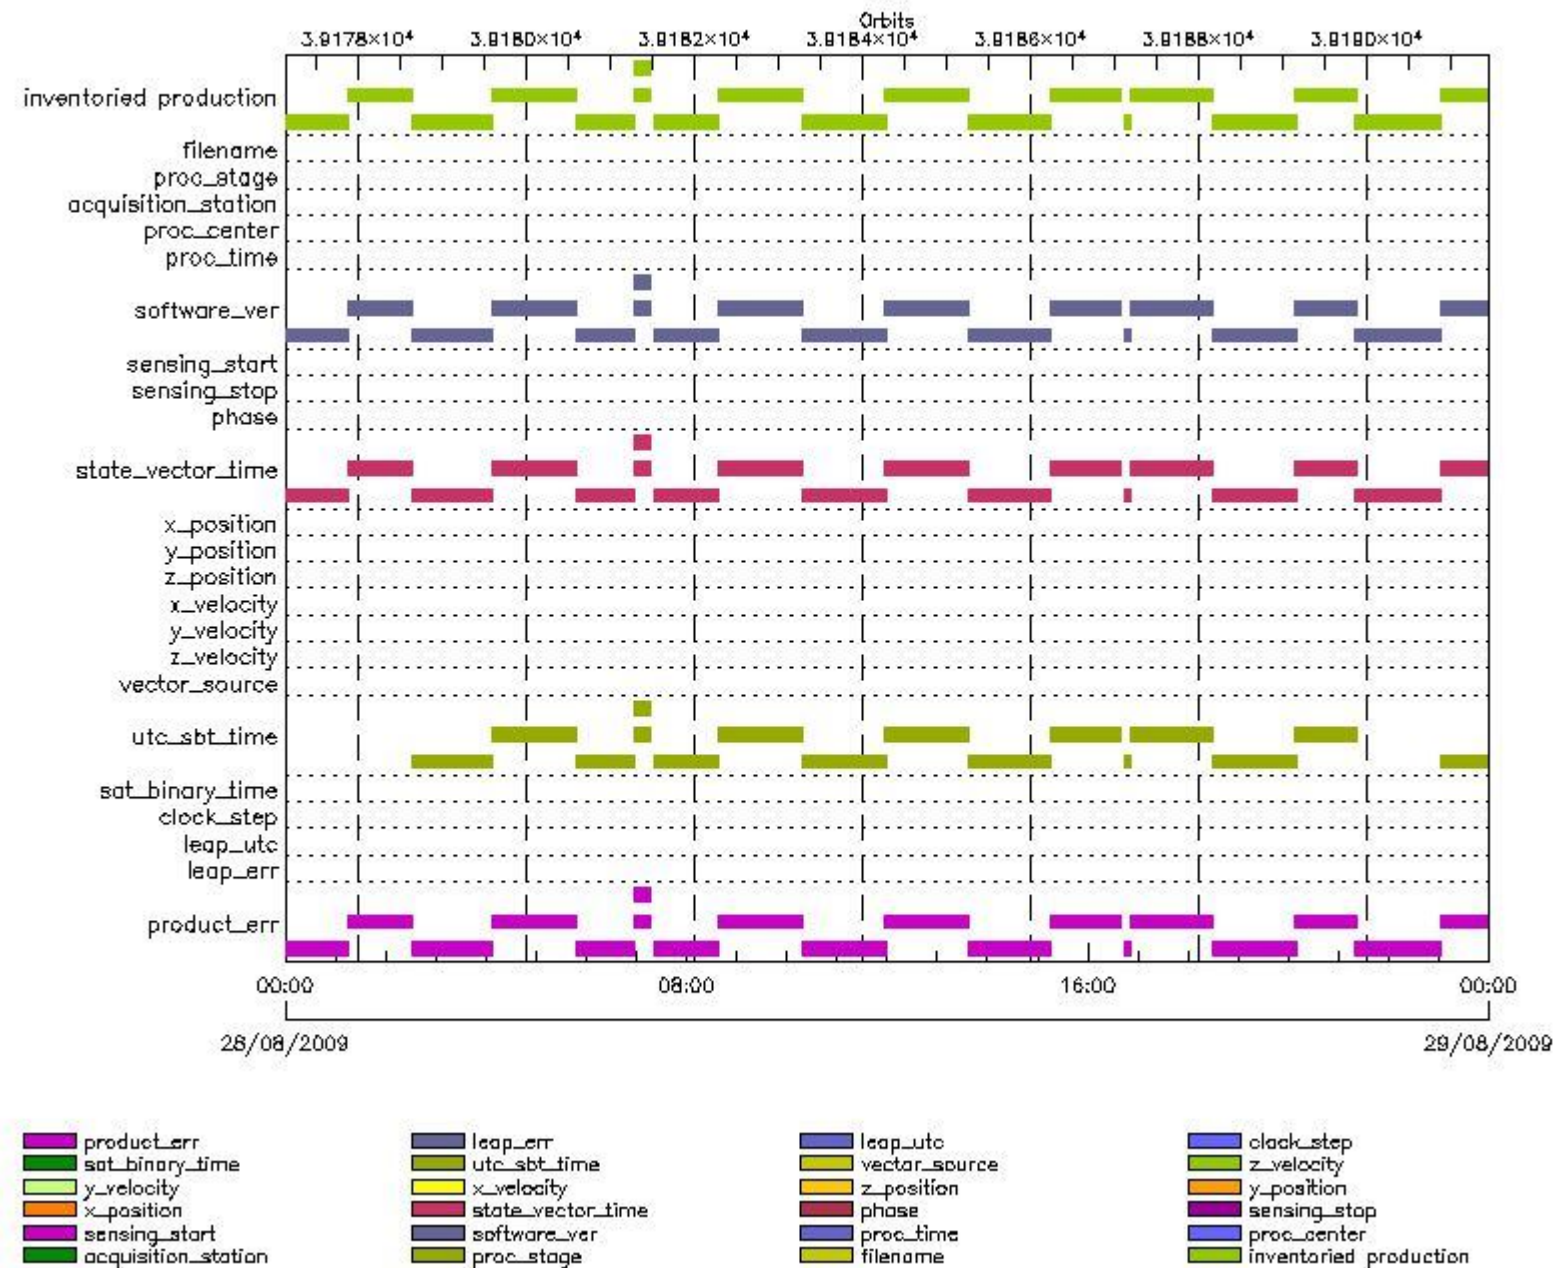 Orbits
3.9178×10⁴ 3.9180×10⁴ 3.9182×10⁴ 3.9184×10⁴ 3.9186×10⁴ 3.9188×10⁴ 3.9190×10⁴
inventoried production
filename
proc_stage
acquisition_station
proc_center
proc_time
software_ver
sensing_start
sensing_stop
phase
state_vector_time
x_position
y_position
z_position
x_velocity
y_velocity
z_velocity
vector_source
utc_sbt_time
sat_binary_time
clock_step
leap_utc
leap_err
product_err
00:00 08:00 16:00 00:00
28/08/2009 29/08/2009
product_err leap_err leap_utc clock_step
sat_binary_time utc_sbt_time vector_source z_velocity
y_velocity x_velocity z_position y_position
x_position state_vector_time phase sensing_stop
sensing_start software_ver proc_time proc_center
acquisition_station proc_stage filename inventoried production